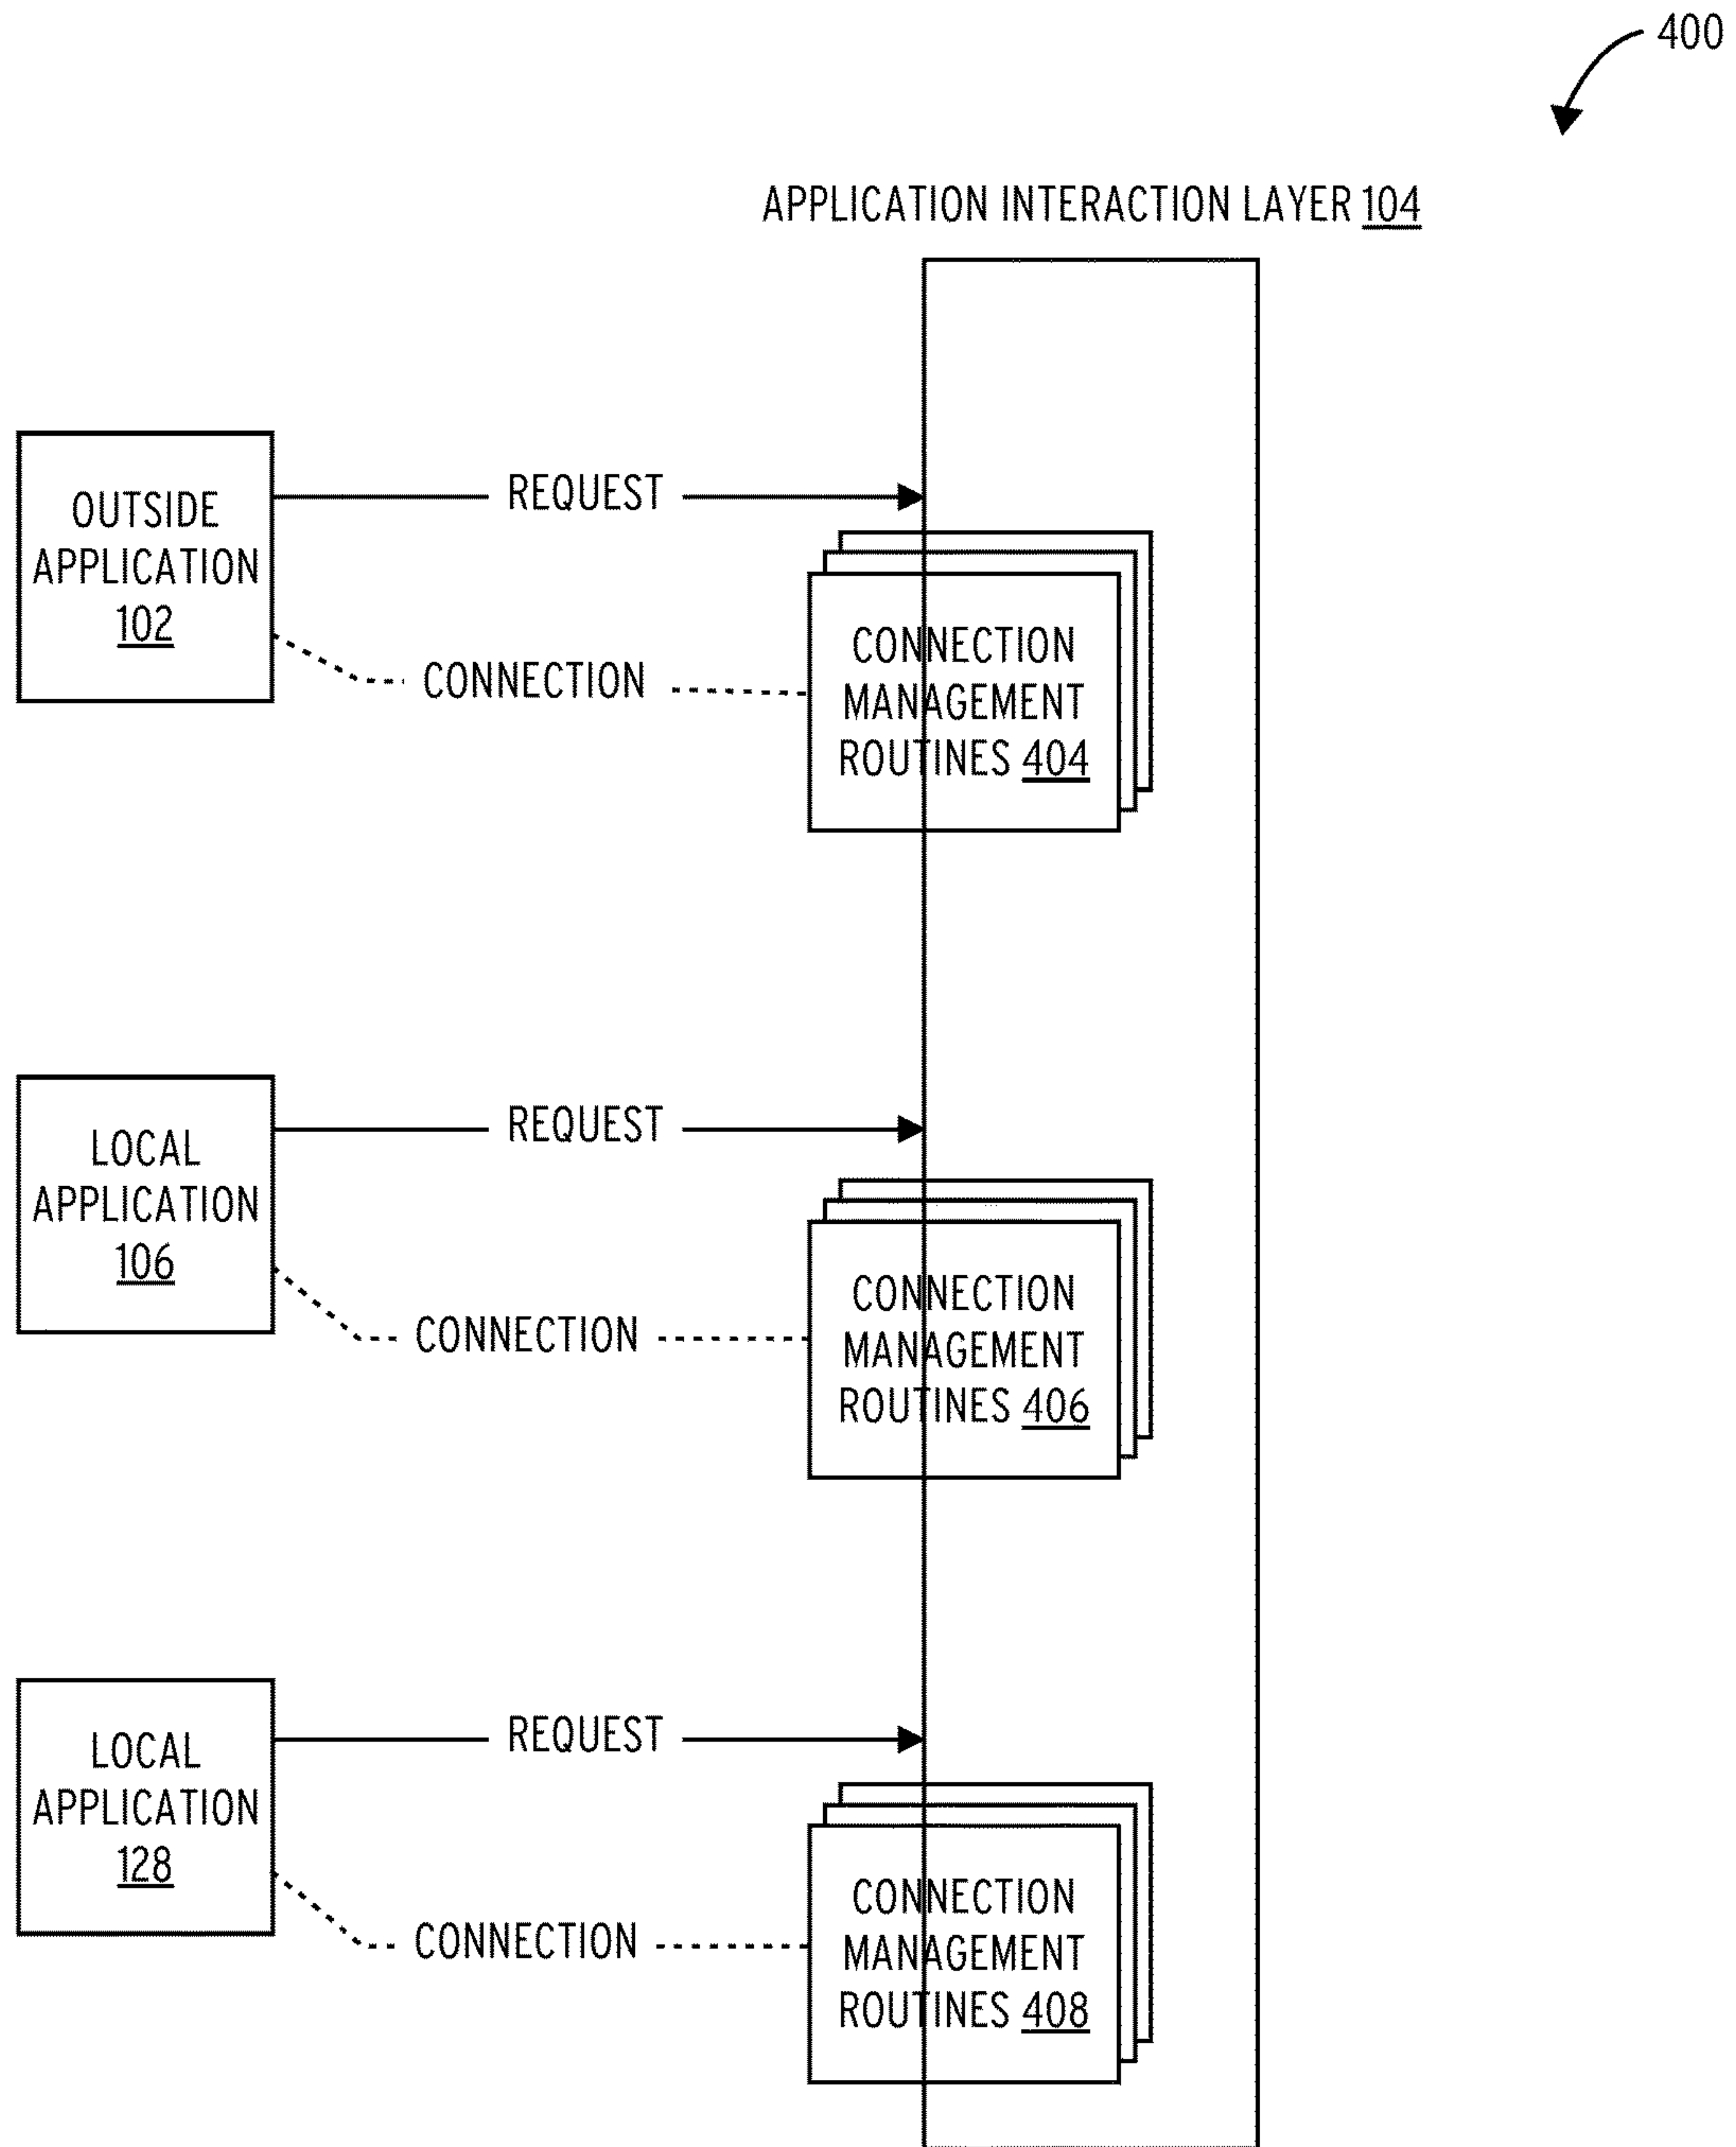 400
APPLICATION INTERACTION LAYER 104
OUTSIDE
APPLICATION
102
REQUEST
CONNECTION
CONNECTION
MANAGEMENT
ROUTINES 404
LOCAL
APPLICATION
106
REQUEST
CONNECTION
CONNECTION
MANAGEMENT
ROUTINES 406
LOCAL
APPLICATION
128
REQUEST
CONNECTION
CONNECTION
MANAGEMENT
ROUTINES 408